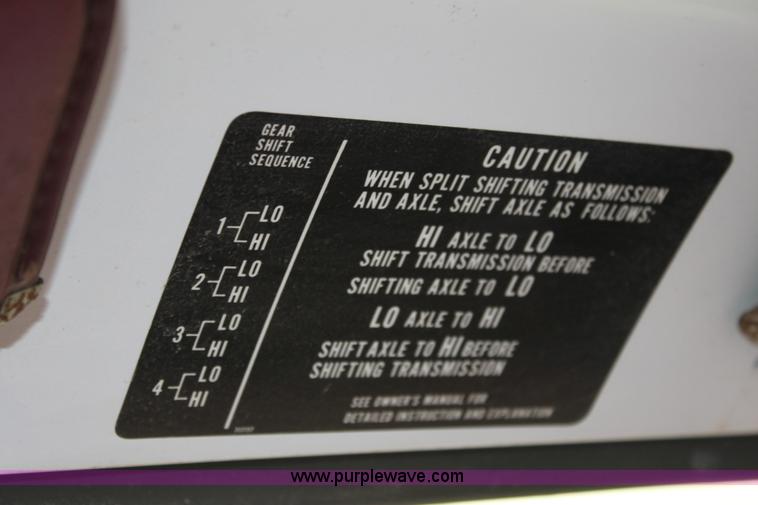 GEAR
SHIFT
SEQUENCE
1 LO
HI
2 LO
HI
3 LO
HI
4 LO
HI
CAUTION
WHEN SPLIT SHIFTING TRANSMISSION
AND AXLE, SHIFT AXLE AS FOLLOWS:
HI AXLE TO LO
SHIFT TRANSMISSION BEFORE
SHIFTING AXLE TO LO
LO AXLE TO HI
SHIFT AXLE TO HI BEFORE
SHIFTING TRANSMISSION
SEE OWNER'S MANUAL FOR
DETAILED INSTRUCTION AND EXPLANATION
www.purplewave.com